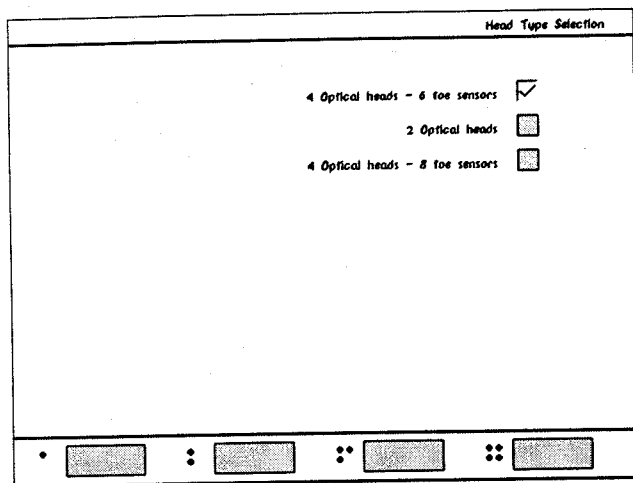 Head Type Selection
4 Optical heads - 6 toe sensors
2 Optical heads
4 Optical heads - 8 toe sensors